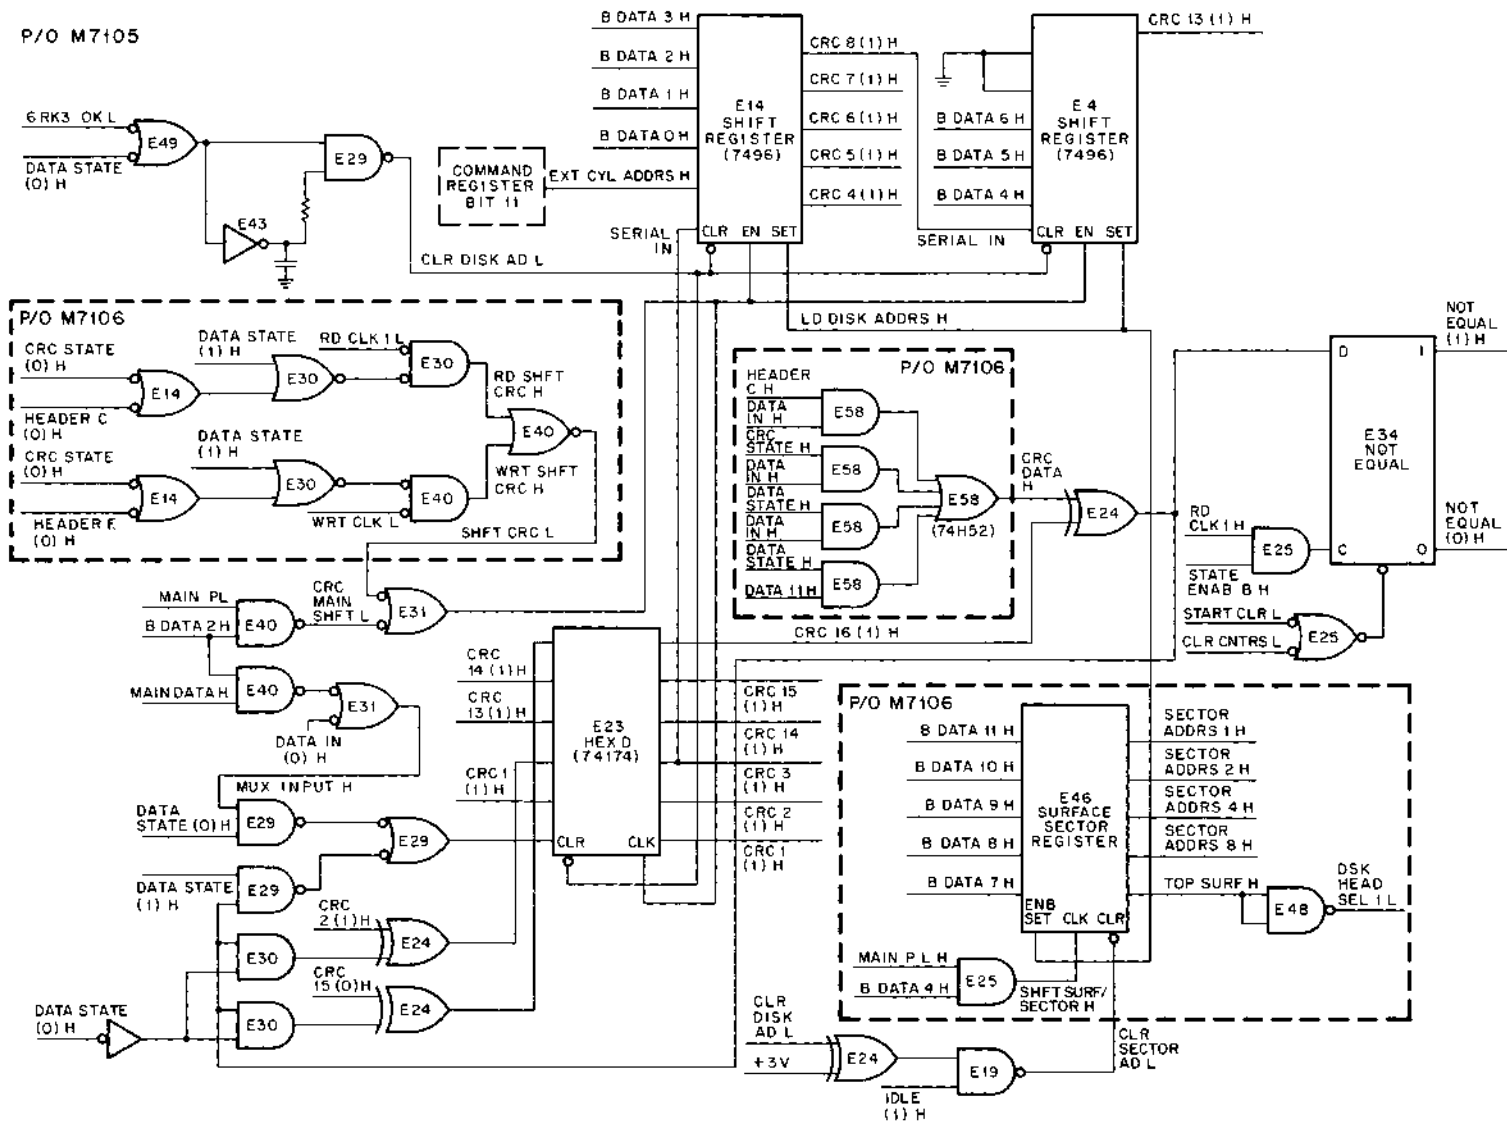 P/O M7105
6RK3 OK L
DATA STATE
(0) H
E49
E29
E43
CLR DISK AD L
COMMAND
REGISTER
BIT 11
EXT CYL ADDRS H
B DATA 3 H
B DATA 2 H
B DATA 1 H
B DATA 0 H
E14
SHIFT
REGISTER
(7496)
CLR EN SET
SERIAL
IN
CRC 8 (1) H
CRC 7 (1) H
CRC 6 (1) H
CRC 5 (1) H
CRC 4 (1) H
B DATA 6 H
B DATA 5 H
B DATA 4 H
SERIAL IN
E 4
SHIFT
REGISTER
(7496)
CLR EN SET
CRC 13 (1) H
LD DISK ADDRS H
P/O M7106
CRC STATE
(0) H
HEADER C
(0) H
E14
DATA STATE
(1) H
E30
RD CLK 1 L
E30
RD SHFT
CRC H
CRC STATE
(0) H
HEADER E
(0) H
E14
DATA STATE
(1) H
E30
WRT CLK L
E40
WRT SHFT
CRC H
E40
SHFT CRC L
P/O M7106
HEADER
C H
DATA
IN H
CRC
STATE H
DATA
IN H
DATA
STATE H
DATA
IN H
DATA
STATE H
DATA 11 H
E58
E58
E58
E58
E58
(74H52)
CRC
DATA
H
E24
NOT
EQUAL
(1) H
D 1
E34
NOT
EQUAL
C 0
NOT
EQUAL
(0) H
RD
CLK 1 H
STATE
ENAB B H
E25
START CLR L
CLR CNTRS L
E25
MAIN PL
B DATA 2 H
E40
CRC
MAIN
SHFT L
E31
MAIN DATA H
E40
E31
DATA IN
(0) H
MUX INPUT H
DATA
STATE (0) H
E29
E29
DATA STATE
(1) H
E29
CRC
2 (1) H
E24
E30
CRC
15 (0) H
E24
E30
DATA STATE
(0) H
CRC
14 (1) H
CRC
13 (1) H
CRC 1
(1) H
E23
HEX D
(74174)
CLR CLK
CRC 16 (1) H
CRC 15
(1) H
CRC 14
(1) H
CRC 3
(1) H
CRC 2
(1) H
CRC 1
(1) H
P/O M7106
B DATA 11 H
B DATA 10 H
B DATA 9 H
B DATA 8 H
B DATA 7 H
E46
SURFACE
SECTOR
REGISTER
ENB
SET CLK CLR
SECTOR
ADDRS 1 H
SECTOR
ADDRS 2 H
SECTOR
ADDRS 4 H
SECTOR
ADDRS 8 H
TOP SURF H
E48
DSK
HEAD
SEL 1 L
MAIN P L H
B DATA 4 H
E25
SHFT SURF/
SECTOR H
CLR
DISK
AD L
+3V
E24
IDLE
(1) H
E19
CLR
SECTOR
AD L